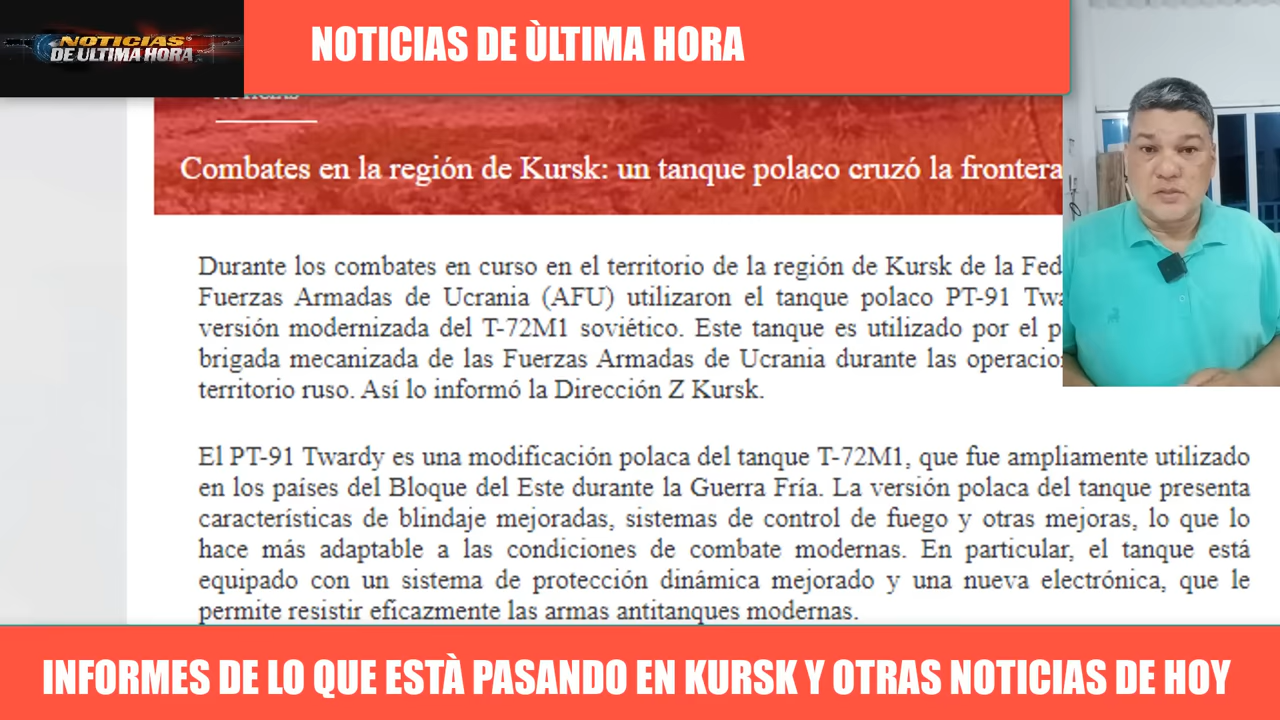 NOTICIAS
DE ULTIMA HORA
NOTICIAS DE ÙLTIMA HORA
NOTICIAS
Combates en la región de Kursk: un tanque polaco cruzó la frontera
Durante los combates en curso en el territorio de la región de Kursk de la Fed
Fuerzas Armadas de Ucrania (AFU) utilizaron el tanque polaco PT-91 Twa
versión modernizada del T-72M1 soviético. Este tanque es utilizado por el p
brigada mecanizada de las Fuerzas Armadas de Ucrania durante las operacio
territorio ruso. Así lo informó la Dirección Z Kursk.
El PT-91 Twardy es una modificación polaca del tanque T-72M1, que fue ampliamente utilizado
en los países del Bloque del Este durante la Guerra Fría. La versión polaca del tanque presenta
características de blindaje mejoradas, sistemas de control de fuego y otras mejoras, lo que lo
hace más adaptable a las condiciones de combate modernas. En particular, el tanque está
equipado con un sistema de protección dinámica mejorado y una nueva electrónica, que le
permite resistir eficazmente las armas antitanques modernas.
INFORMES DE LO QUE ESTÀ PASANDO EN KURSK Y OTRAS NOTICIAS DE HOY